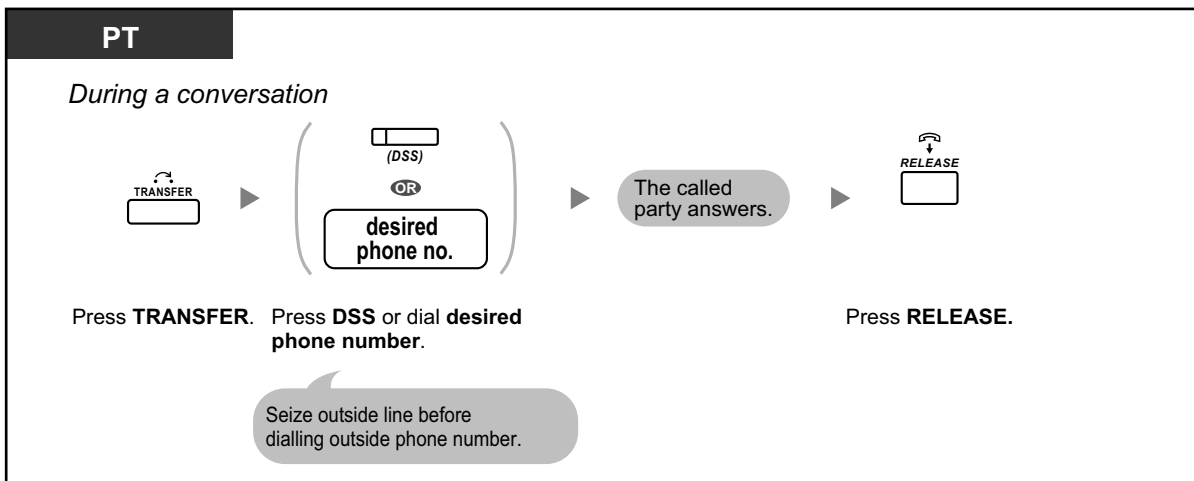 PT
During a conversation
TRANSFER
(DSS)
OR
desired
phone no.
The called
party answers.
RELEASE
Press TRANSFER.
Press DSS or dial desired
phone number.
Press RELEASE.
Seize outside line before
dialling outside phone number.